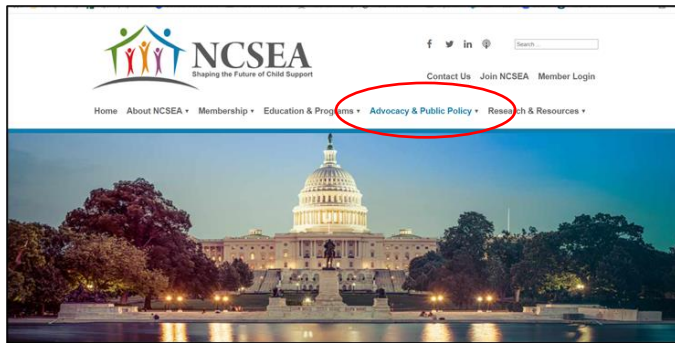 NCSEA
Shaping the Future of Child Support
Search ...
Contact Us Join NCSEA Member Login
Home About NCSEA Membership Education & Programs Advocacy & Public Policy Research & Resources